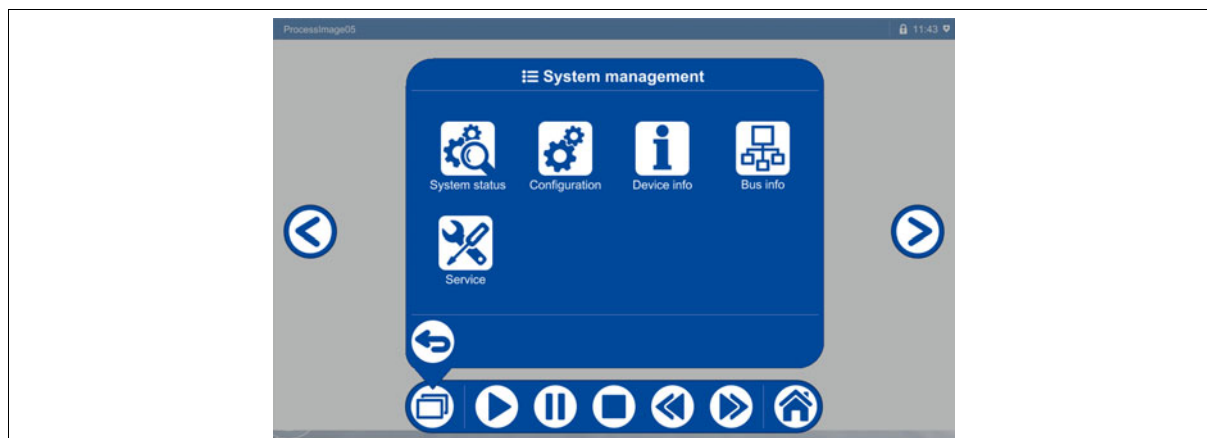 ProcessImage05 11:43
System management
System status Configuration Device info Bus info
Service